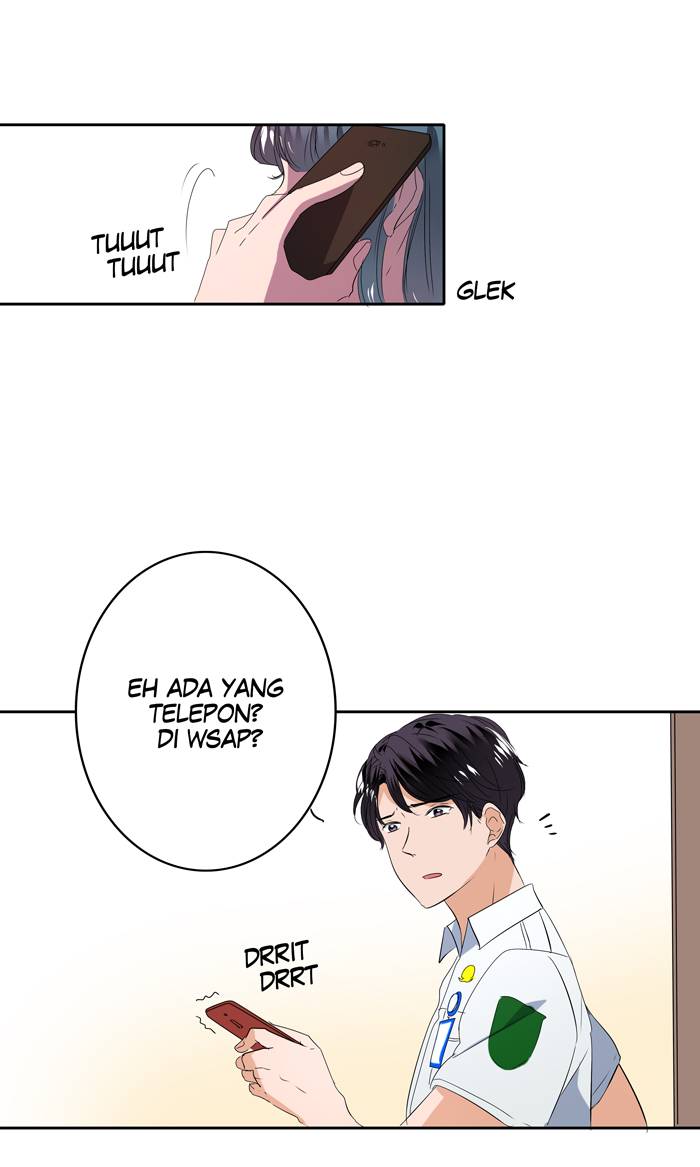 TUUUT
TUUUT
GLEK
EH ADA YANG
TELEPON?
DI WSAP?
DRRIT
DRRT